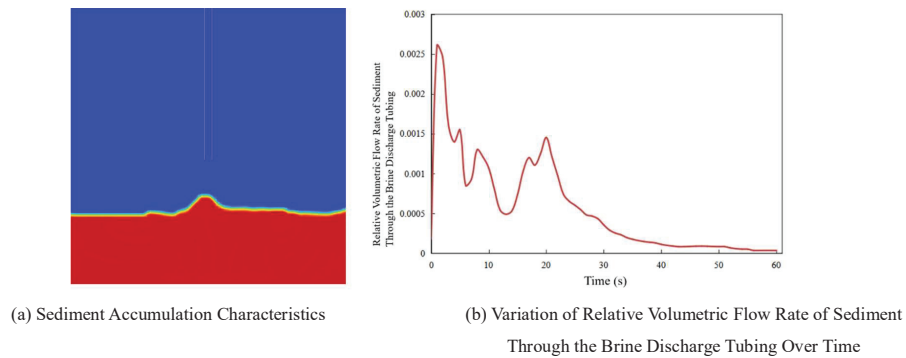 Relative Volumetric Flow Rate of Sediment
Through the Brine Discharge Tubing
0.003
0.0025
0.002
0.0015
0.001
0.0005
0
0 10 20 30 40 50 60
Time (s)
(a) Sediment Accumulation Characteristics
(b) Variation of Relative Volumetric Flow Rate of Sediment
Through the Brine Discharge Tubing Over Time